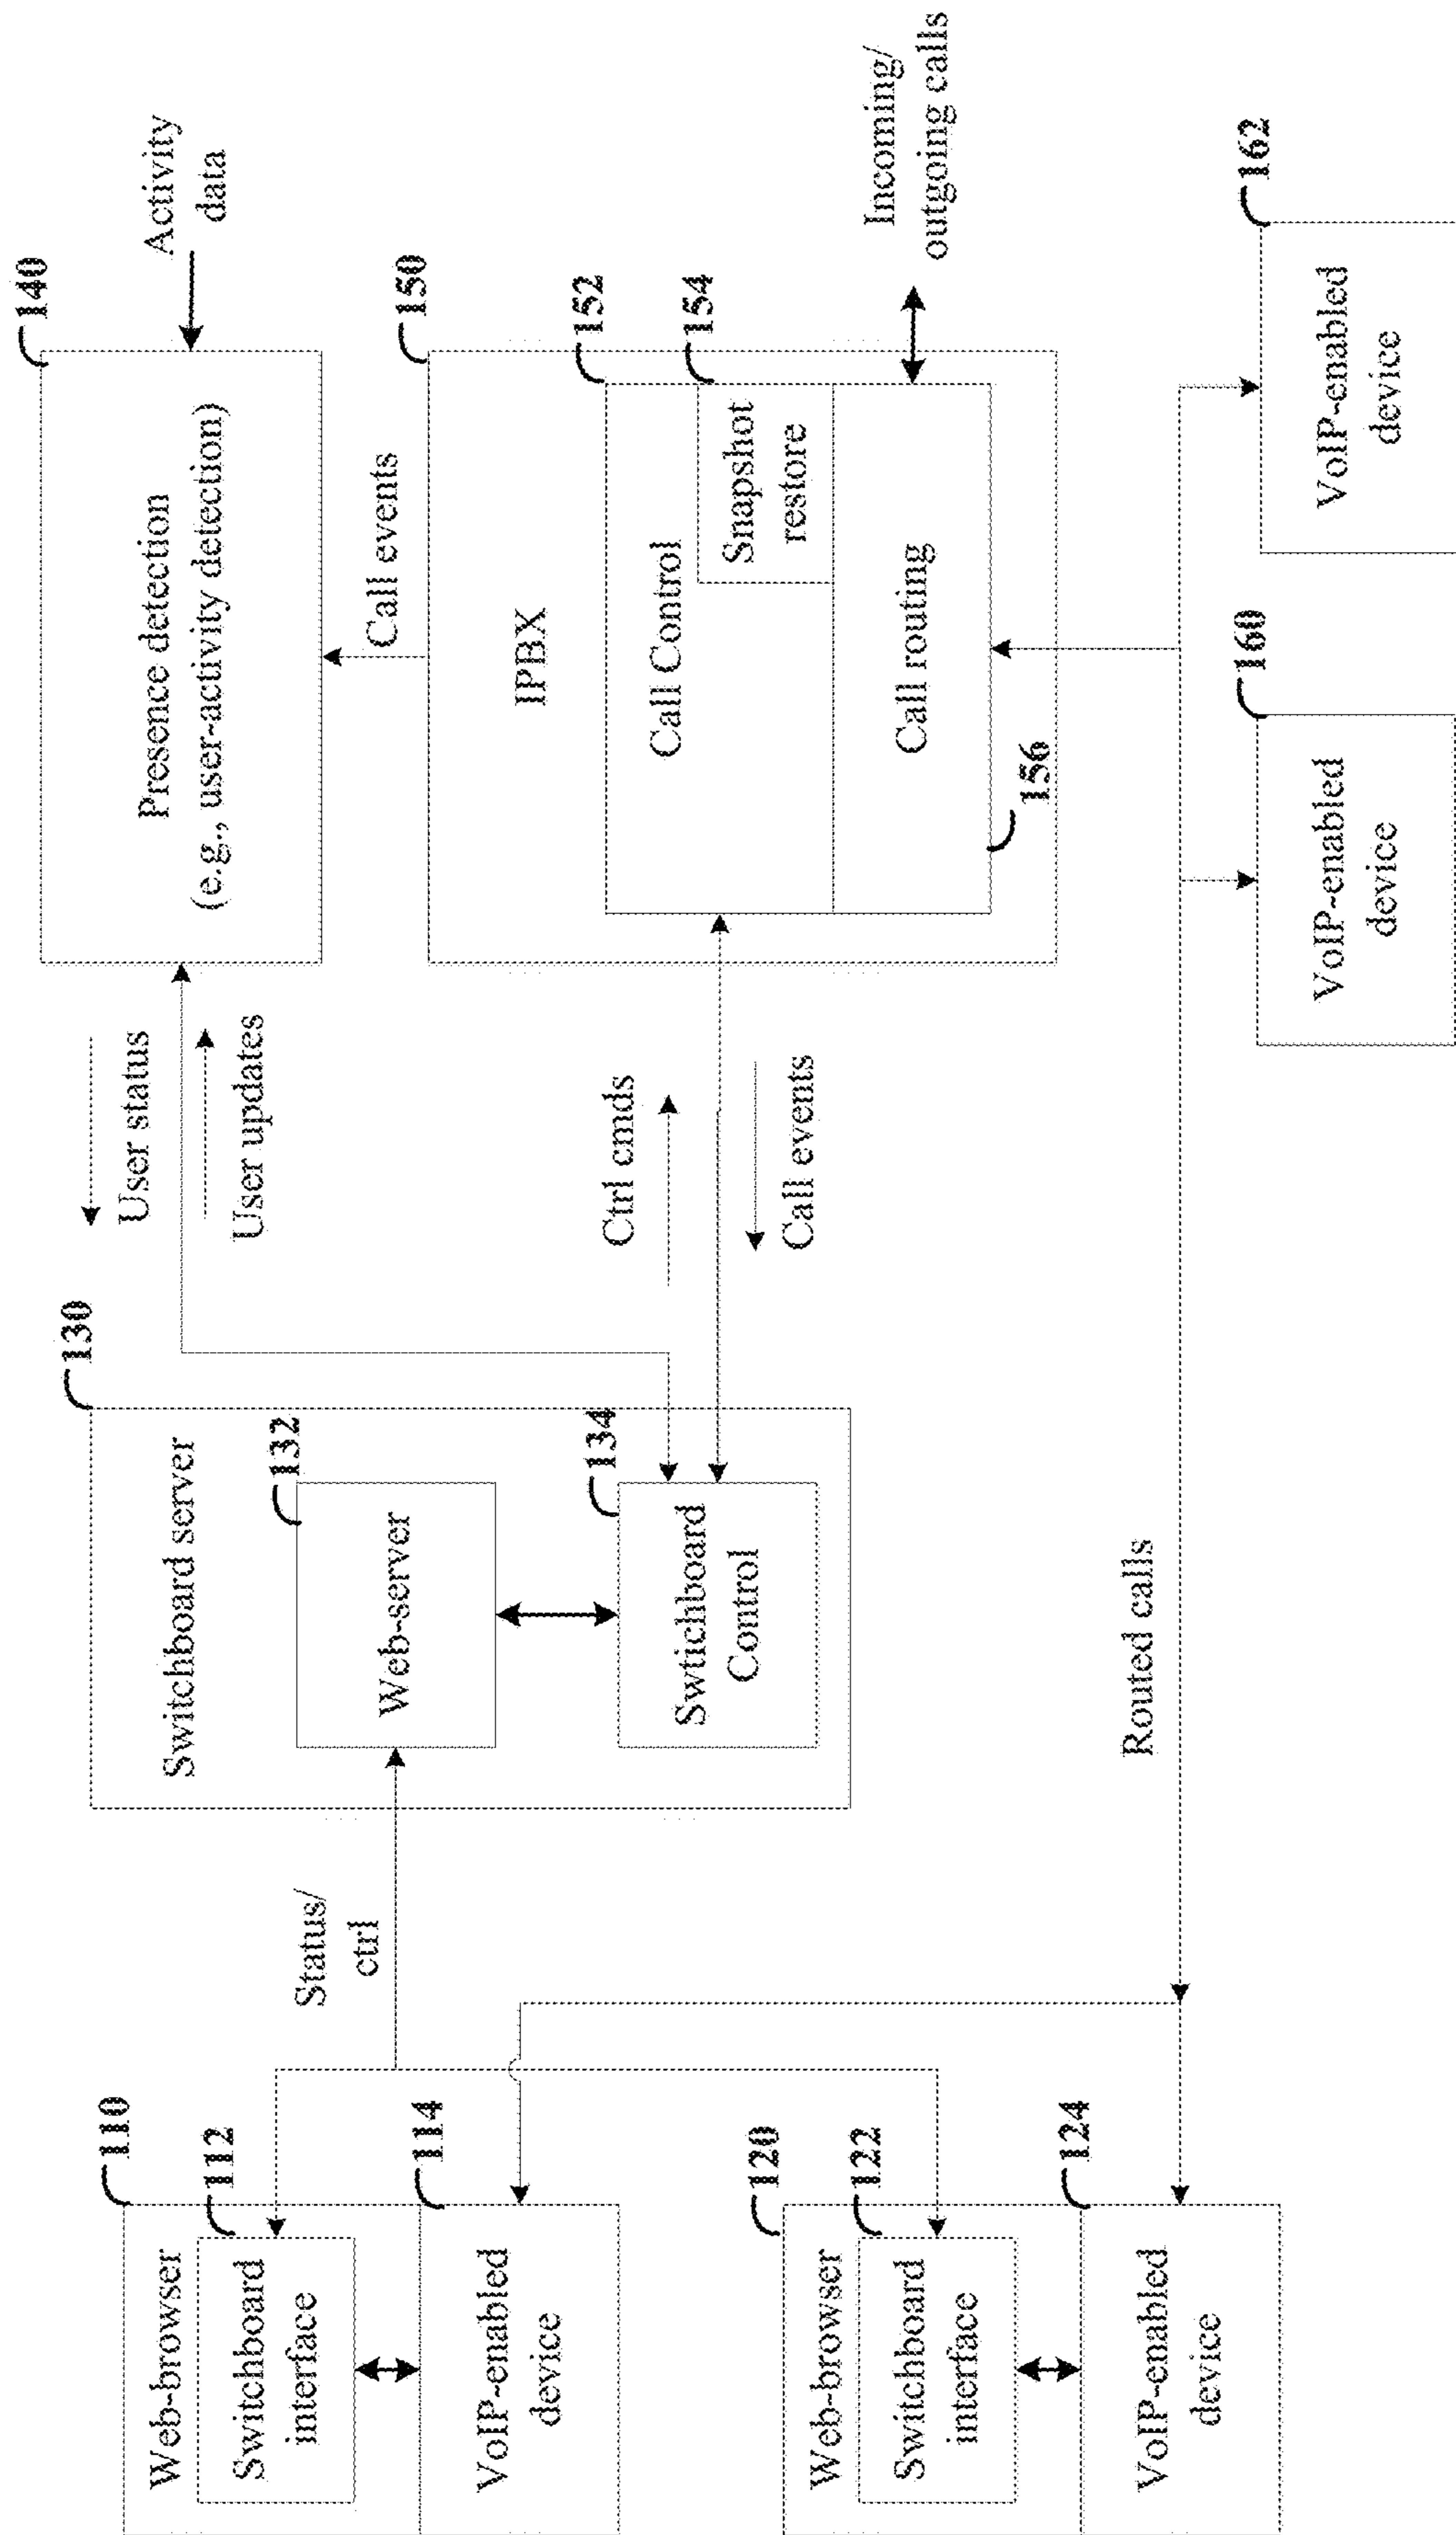 110
Web-browser
112
Switchboard
interface
114
VoIP-enabled
device
120
Web-browser
122
Switchboard
interface
124
VoIP-enabled
device
Status/
ctrl
130
Switchboard server
132
Web-server
134
Swtichboard
Control
User status
User updates
Ctrl cmds
Call events
Routed calls
140
Presence detection
(e.g., user-activity detection)
Activity
data
Call events
150
IPBX
152
Call Control
154
Snapshot
restore
Call routing
156
Incoming/
outgoing calls
160
VoIP-enabled
device
162
VoIP-enabled
device